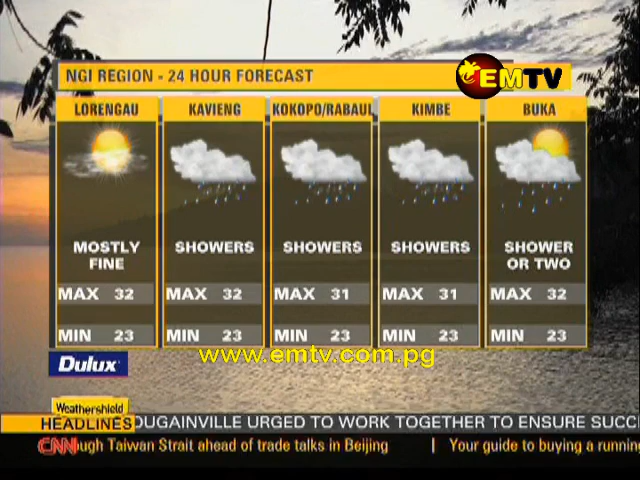 NGI REGION - 24 HOUR FORECAST
EMTV
LORENGAU
MOSTLY
FINE
MAX 32
MIN 23
KAVIENG
SHOWERS
MAX 32
MIN 23
KOKOPO/RABAUL
SHOWERS
MAX 31
MIN 23
KIMBE
SHOWERS
MAX 31
MIN 23
BUKA
SHOWER
OR TWO
MAX 32
MIN 23
www.emtv.com.pg
Dulux
Weathershield
HEADLINES OUGAINVILLE URGED TO WORK TOGETHER TO ENSURE SUCC
CNN ough Taiwan Strait ahead of trade talks in Beijing | Your guide to buying a running